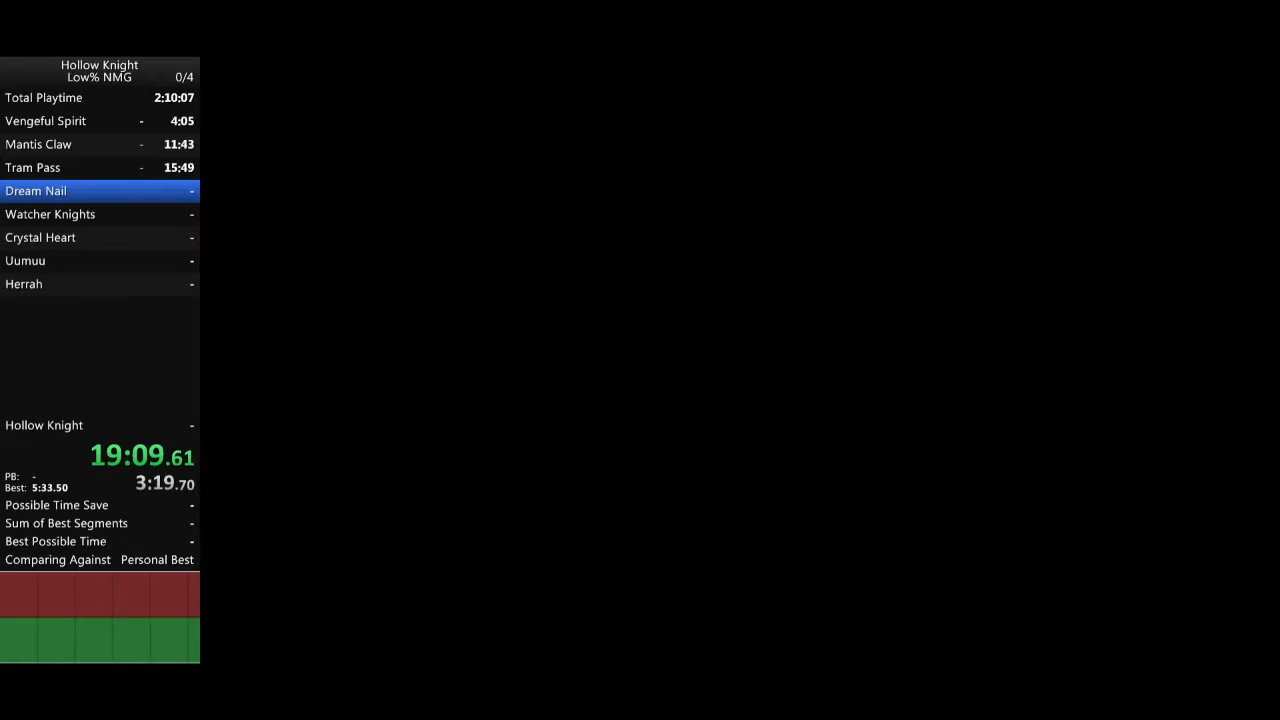 Hollow Knight
Low% NMG 0/4
Total Playtime 2:10:07
Vengeful Spirit - 4:05
Mantis Claw - 11:43
Tram Pass - 15:49
Dream Nail -
Watcher Knights -
Crystal Heart -
Uumuu -
Herrah -
Hollow Knight -
19:09.61
PB: -
Best: 5:33.50 3:19.70
Possible Time Save -
Sum of Best Segments -
Best Possible Time -
Comparing Against Personal Best